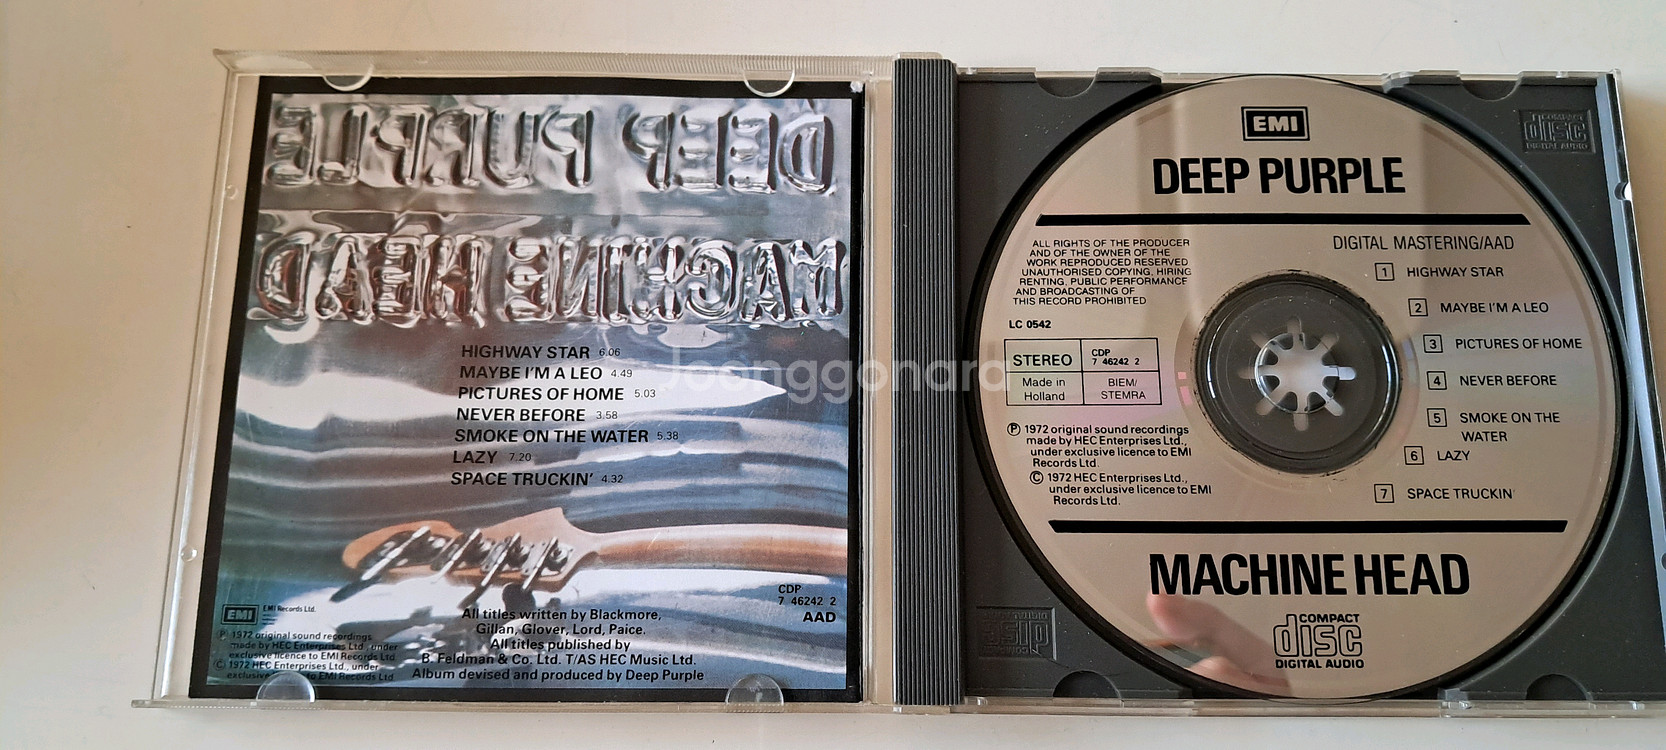 DEEP PURPLE
MACHINE HEAD
HIGHWAY STAR 6.06
MAYBE I'M A LEO 4.49
PICTURES OF HOME 5.03
NEVER BEFORE 3.58
SMOKE ON THE WATER 5.38
LAZY 7.20
SPACE TRUCKIN' 4.32
CDP
7 46242 2
AAD
EMI EMI Records Ltd.
℗ 1972 original sound recordings
made by HEC Enterprises Ltd., under
exclusive licence to EMI Records Ltd.
© 1972 HEC Enterprises Ltd., under
exclusive licence to EMI Records Ltd.
All titles written by Blackmore,
Gillan, Glover, Lord, Paice.
All titles published by
B. Feldman & Co. Ltd. T/AS HEC Music Ltd.
Album devised and produced by Deep Purple
Joonggonara
EMI
DEEP PURPLE
ALL RIGHTS OF THE PRODUCER
AND OF THE OWNER OF THE
WORK REPRODUCED RESERVED
UNAUTHORISED COPYING, HIRING
RENTING, PUBLIC PERFORMANCE
AND BROADCASTING OF
THIS RECORD PROHIBITED
LC 0542
STEREO
CDP
7 46242 2
Made in
Holland
BIEM/
STEMRA
℗ 1972 original sound recordings
made by HEC Enterprises Ltd.,
under exclusive licence to EMI
Records Ltd.
© 1972 HEC Enterprises Ltd.,
under exclusive licence to EMI
Records Ltd.
DIGITAL MASTERING/AAD
1 HIGHWAY STAR
2 MAYBE I'M A LEO
3 PICTURES OF HOME
4 NEVER BEFORE
5 SMOKE ON THE
WATER
6 LAZY
7 SPACE TRUCKIN'
MACHINE HEAD
COMPACT
disc
DIGITAL AUDIO
COMPACT
disc
DIGITAL AUDIO
COMPACT
disc
DIGITAL AUDIO